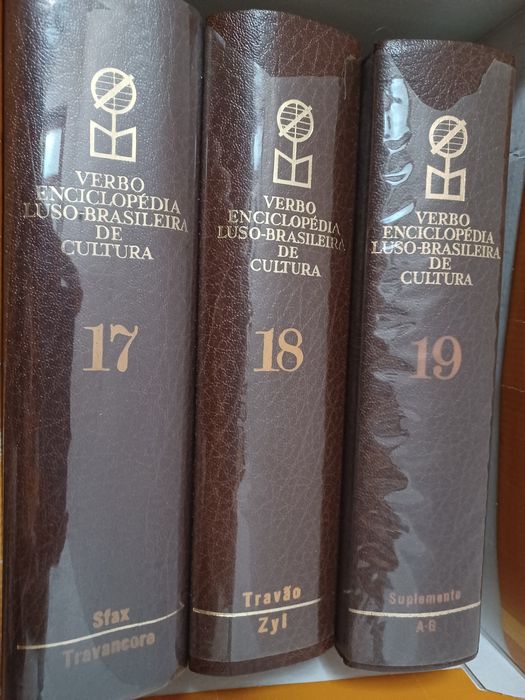 VERBO
ENCICLOPÉDIA
LUSO-BRASILEIRA
DE
CULTURA
17
Sfax
Travancore
VERBO
ENCICLOPÉDIA
LUSO-BRASILEIRA
DE
CULTURA
18
Travão
Zyl
VERBO
ENCICLOPÉDIA
LUSO-BRASILEIRA
DE
CULTURA
19
Suplemento
A-G